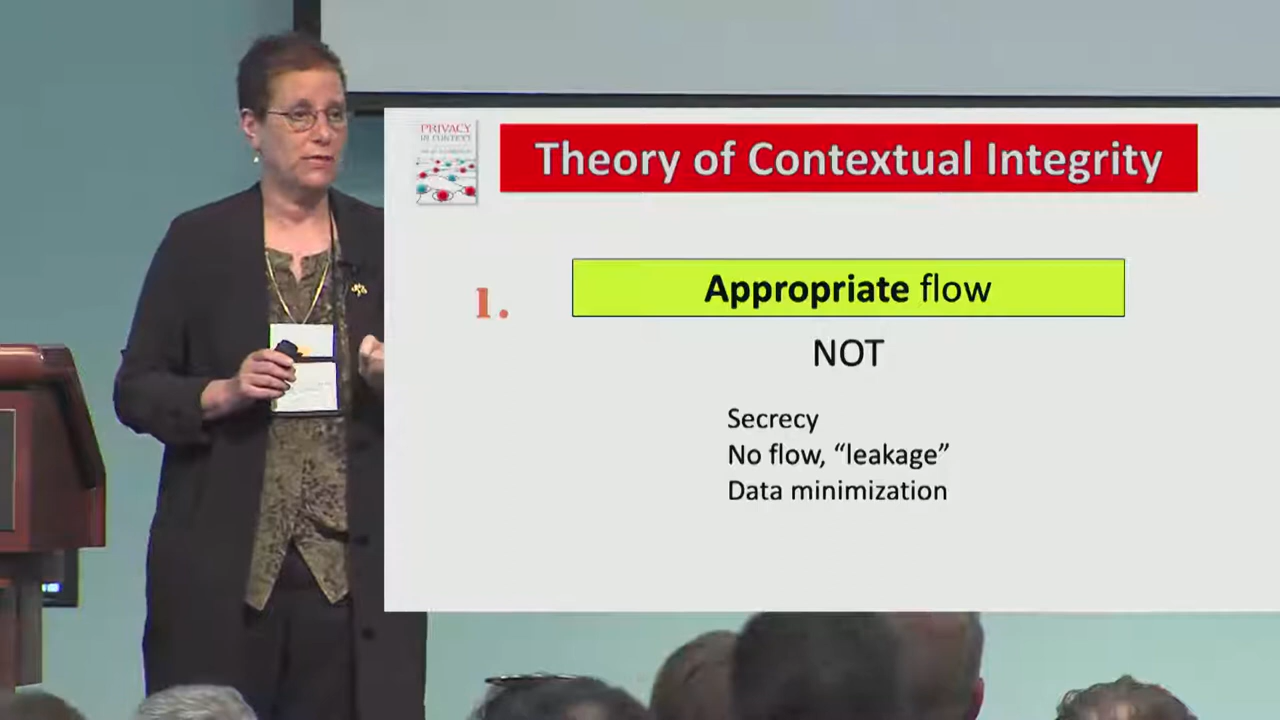 PRIVACY
IN CONTEXT
Theory of Contextual Integrity
1.
Appropriate flow
NOT
Secrecy
No flow, “leakage”
Data minimization